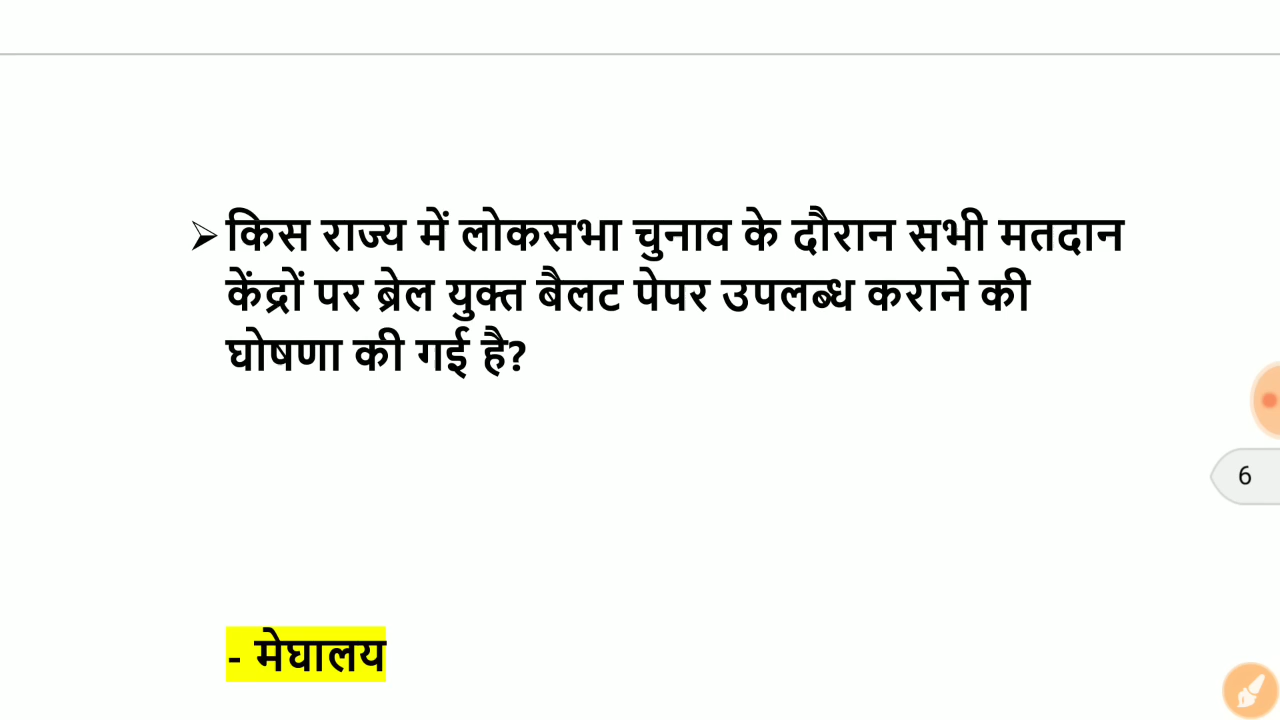 ➢ किस राज्य में लोकसभा चुनाव के दौरान सभी मतदान
केंद्रों पर ब्रेल युक्त बैलट पेपर उपलब्ध कराने की
घोषणा की गई है?
6
- मेघालय